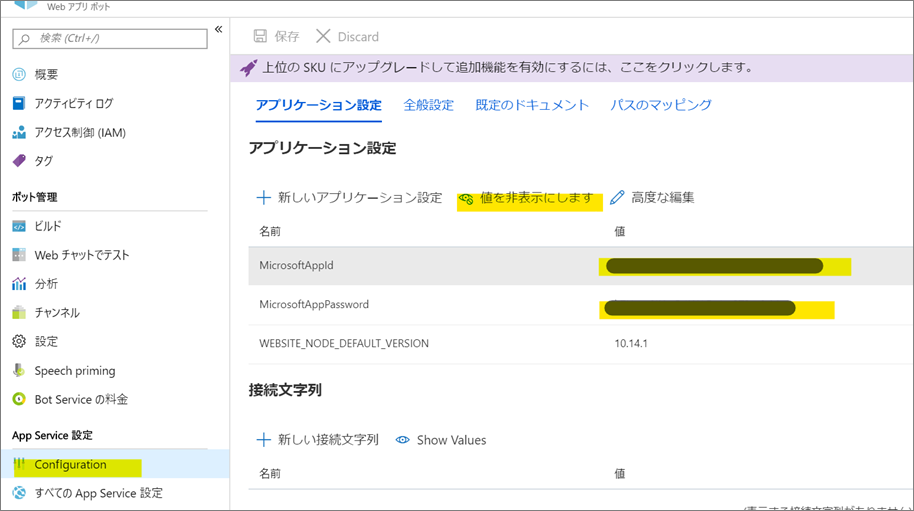 Web アプリ ボット
検索 (Ctrl+/)
«
保存
Discard
上位の SKU にアップグレードして追加機能を有効にするには、ここをクリックします。
概要
アクティビティ ログ
アクセス制御 (IAM)
タグ
ボット管理
ビルド
Web チャットでテスト
分析
チャンネル
設定
Speech priming
Bot Service の料金
App Service 設定
Configuration
すべての App Service 設定
アプリケーション設定
全般設定
既定のドキュメント
パスのマッピング
アプリケーション設定
新しいアプリケーション設定
値を非表示にします
高度な編集
名前
値
MicrosoftAppId
MicrosoftAppPassword
WEBSITE_NODE_DEFAULT_VERSION
10.14.1
接続文字列
新しい接続文字列
Show Values
名前
値